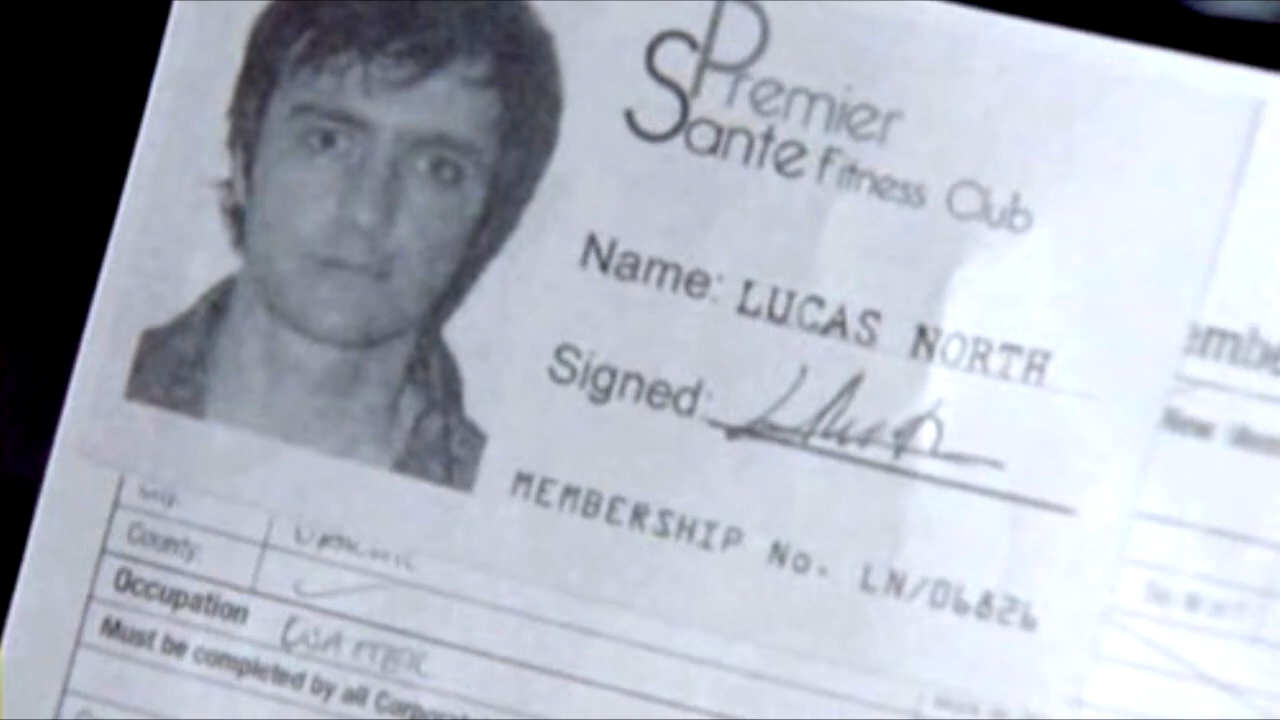 Premier
Sante Fitness Club
Name: LUCAS NORTH
Signed:
MEMBERSHIP No. LN/06826
County:
Occupation WAITER
Must be completed by all